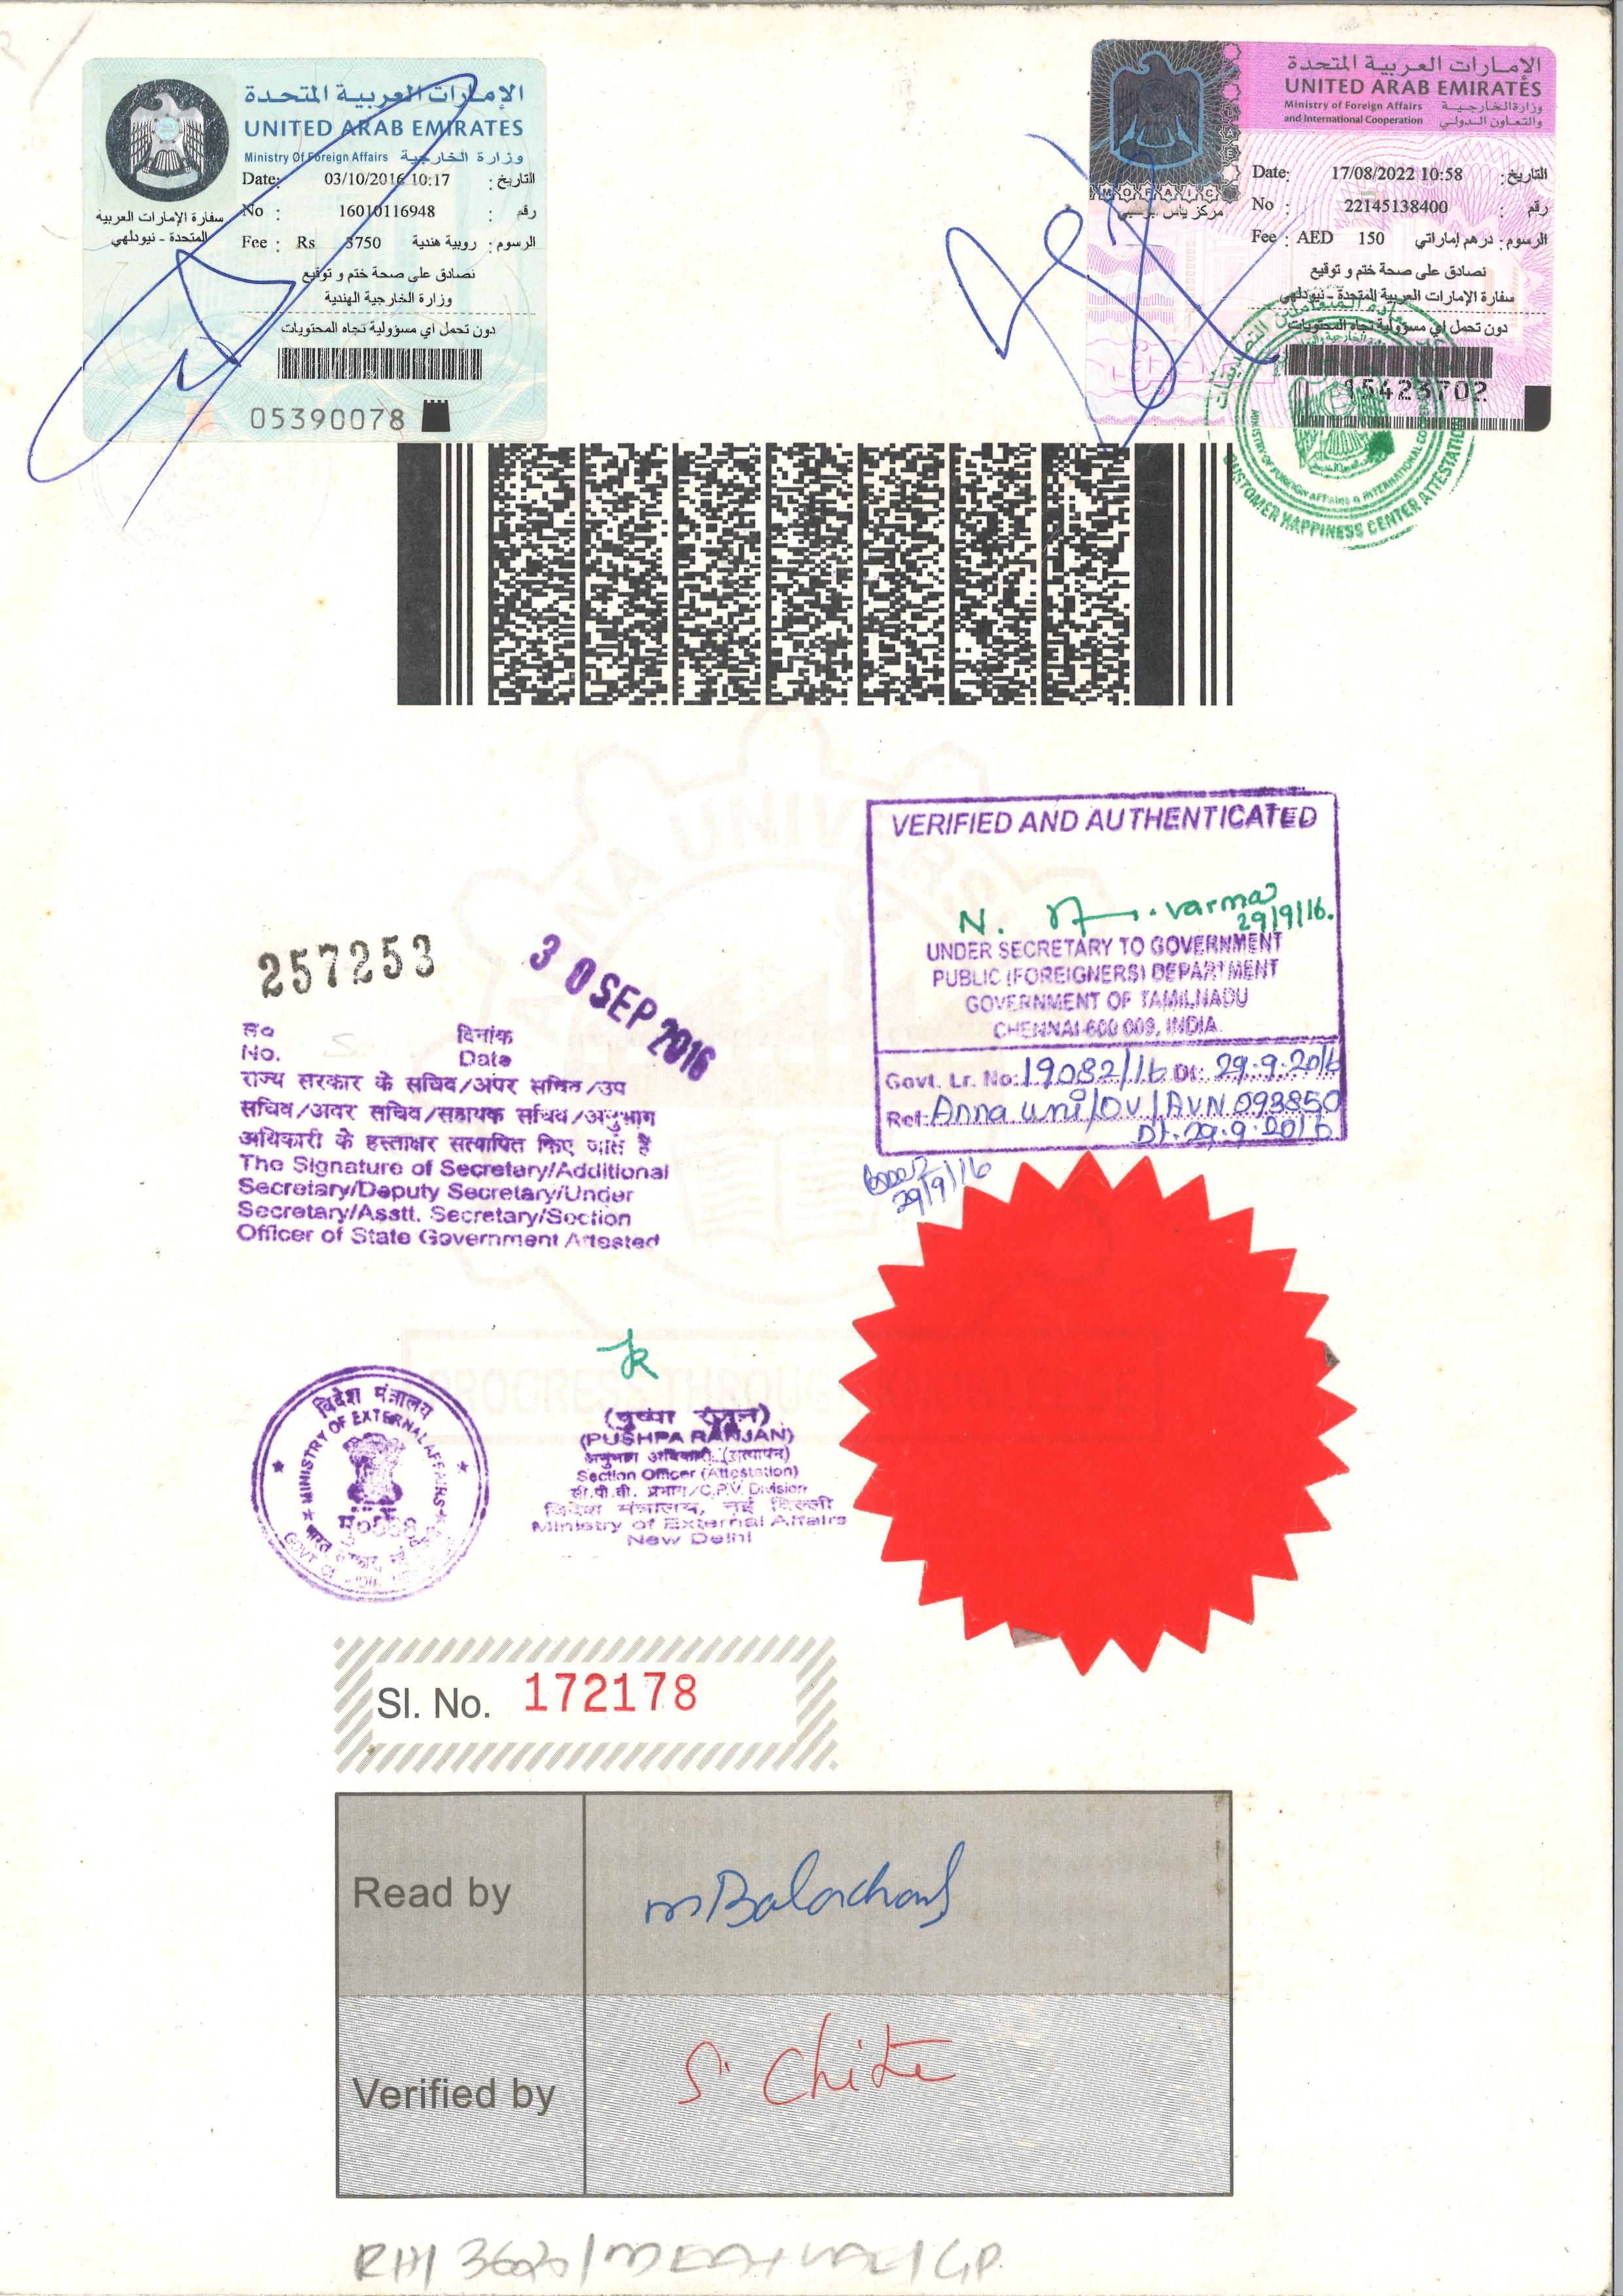 الإمارات العربية المتحدة
UNITED ARAB EMIRATES
Ministry Of Foreign Affairs وزارة الخارجية
Date: 03/10/2016 10:17 التاريخ :
No : 16010116948 رقم :
Fee : Rs 3750 روبية هندية الرسوم :
سفارة الإمارات العربية
المتحدة - نيودلهي
نصادق على صحة ختم و توقيع
وزارة الخارجية الهندية
دون تحمل اي مسؤولية تجاه المحتويات
05390078
الإمارات العربية المتحدة
UNITED ARAB EMIRATES
Ministry of Foreign Affairs وزارة الخارجية
and International Cooperation والتعاون الدولي
MOFAIC
Date: 17/08/2022 10:58 التاريخ:
No : 22145138400 رقم :
Fee : AED 150 درهم إماراتي الرسوم :
مركز ياس
نصادق على صحة ختم و توقيع
سفارة الإمارات العربية المتحدة - نيودلهي
دون تحمل اي مسؤولية تجاه المحتويات
15423702
MINISTRY OF FOREIGN AFFAIRS & INTERNATIONAL
CUSTOMER HAPPINESS CENTER ATTESTATION
VERIFIED AND AUTHENTICATED
N. varma
29/9/16.
UNDER SECRETARY TO GOVERNMENT
PUBLIC (FOREIGNERS) DEPARTMENT
GOVERNMENT OF TAMILNADU
CHENNAI-600 009, INDIA.
Govt. Lr. No: 19082/16 Dt: 29.9.2016
Ref: Anna uni/OV/AVN 093850
Dt. 29.9.2016
29/9/16
257253
30 SEP 2016
सं० दिनांक
No. Date
राज्य सरकार के सचिव/अपर सचिव/उप
सचिव/अवर सचिव/सहायक सचिव/अनुभाग
अधिकारी के हस्ताक्षर सत्यापित किए जाते हैं
The Signature of Secretary/Additional
Secretary/Deputy Secretary/Under
Secretary/Asstt. Secretary/Section
Officer of State Government Attested
विदेश मंत्रालय
MINISTRY OF EXTERNAL AFFAIRS
(पुष्पा रंजन)
(PUSHPA RANJAN)
अनुभाग अधिकारी (सत्यापन)
Section Officer (Attestation)
सी.पी.वी. प्रभाग/C.P.V. Division
विदेश मंत्रालय, नई दिल्ली
Ministry of External Affairs
New Delhi
PROGRESS THROUGH KNOWLEDGE
Sl. No. 172178
Read by
Verified by S. Chitr